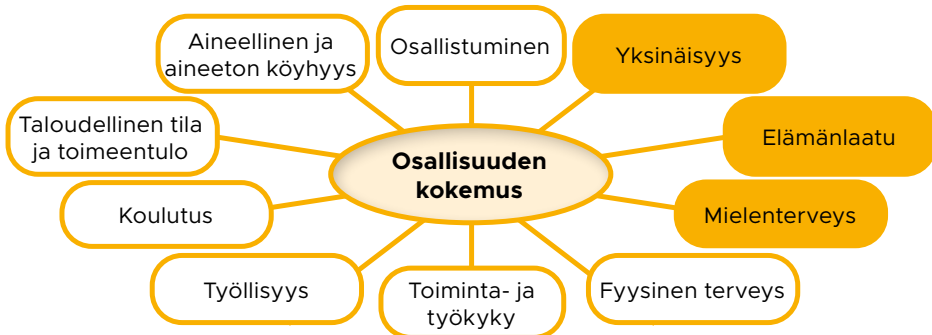 Aineellinen ja
aineeton köyhyys
Osallistuminen
Yksinäisyys
Taloudellinen tila
ja toimeentulo
Elämänlaatu
Osallisuuden
kokemus
Koulutus
Mielenterveys
Työllisyys
Toiminta- ja
työkyky
Fyysinen terveys